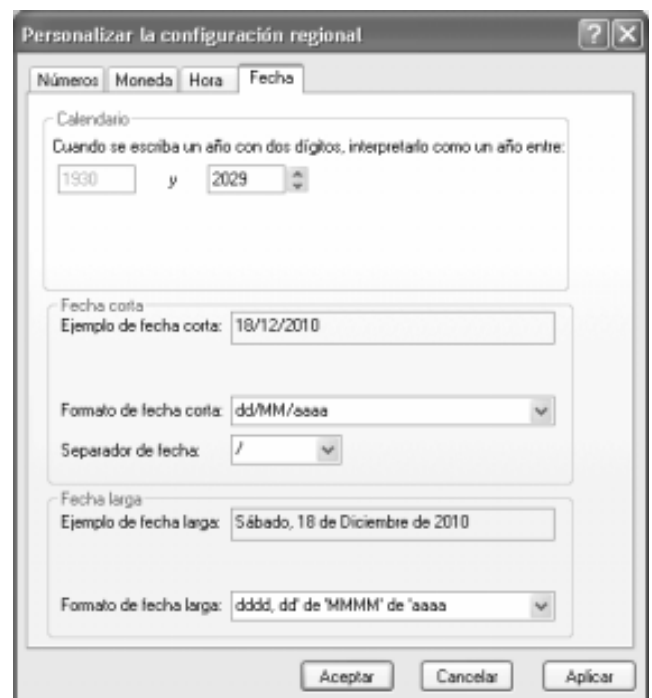 Personalizar la configuración regional
Números Moneda Hora Fecha
Calendario
Cuando se escriba un año con dos dígitos, interpretarlo como un año entre:
1930 y 2029
Fecha corta
Ejemplo de fecha corta: 18/12/2010
Formato de fecha corta: dd/MM/aaaa
Separador de fecha: /
Fecha larga
Ejemplo de fecha larga: Sábado, 18 de Diciembre de 2010
Formato de fecha larga: dddd, dd' de 'MMMM' de 'aaaa
Aceptar Cancelar Aplicar